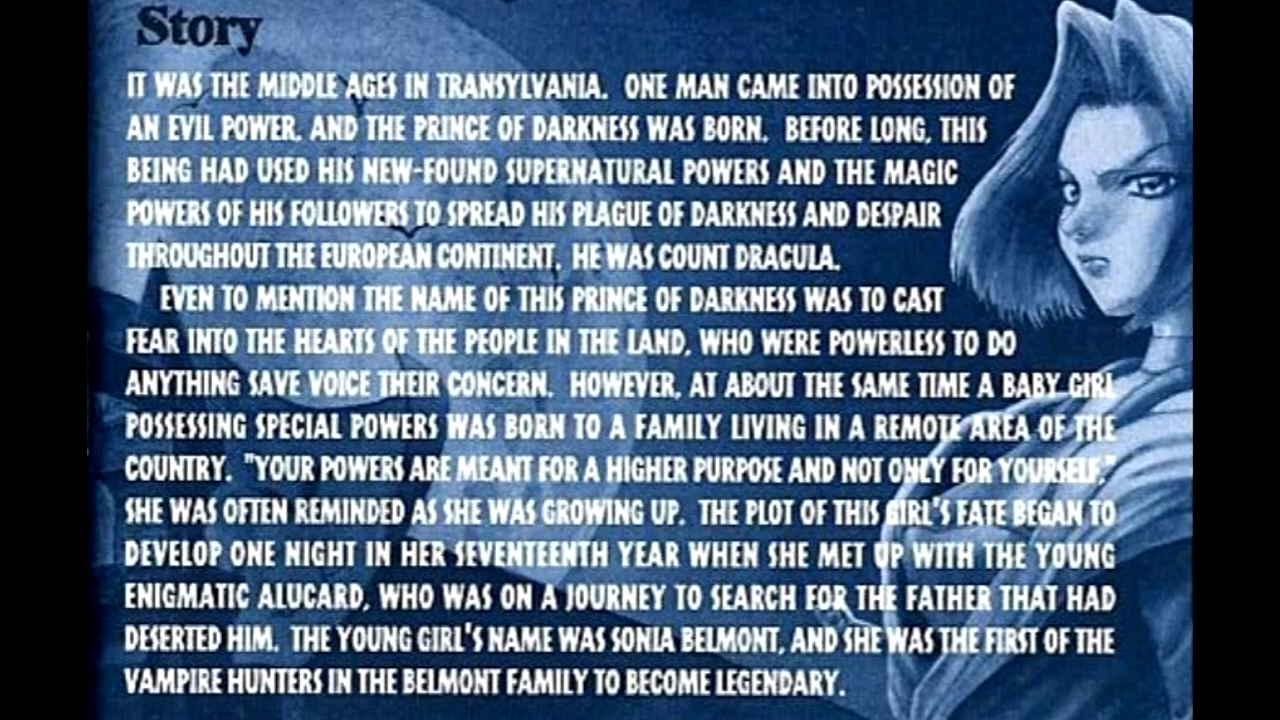 Story
IT WAS THE MIDDLE AGES IN TRANSYLVANIA. ONE MAN CAME INTO POSSESSION OF
AN EVIL POWER, AND THE PRINCE OF DARKNESS WAS BORN. BEFORE LONG, THIS
BEING HAD USED HIS NEW-FOUND SUPERNATURAL POWERS AND THE MAGIC
POWERS OF HIS FOLLOWERS TO SPREAD HIS PLAGUE OF DARKNESS AND DESPAIR
THROUGHOUT THE EUROPEAN CONTINENT. HE WAS COUNT DRACULA.
EVEN TO MENTION THE NAME OF THIS PRINCE OF DARKNESS WAS TO CAST
FEAR INTO THE HEARTS OF THE PEOPLE IN THE LAND, WHO WERE POWERLESS TO DO
ANYTHING SAVE VOICE THEIR CONCERN. HOWEVER, AT ABOUT THE SAME TIME A BABY GIRL
POSSESSING SPECIAL POWERS WAS BORN TO A FAMILY LIVING IN A REMOTE AREA OF THE
COUNTRY. "YOUR POWERS ARE MEANT FOR A HIGHER PURPOSE AND NOT ONLY FOR YOURSELF,"
SHE WAS OFTEN REMINDED AS SHE WAS GROWING UP. THE PLOT OF THIS GIRL'S FATE BEGAN TO
DEVELOP ONE NIGHT IN HER SEVENTEENTH YEAR WHEN SHE MET UP WITH THE YOUNG
ENIGMATIC ALUCARD, WHO WAS ON A JOURNEY TO SEARCH FOR THE FATHER THAT HAD
DESERTED HIM. THE YOUNG GIRL'S NAME WAS SONIA BELMONT, AND SHE WAS THE FIRST OF THE
VAMPIRE HUNTERS IN THE BELMONT FAMILY TO BECOME LEGENDARY.